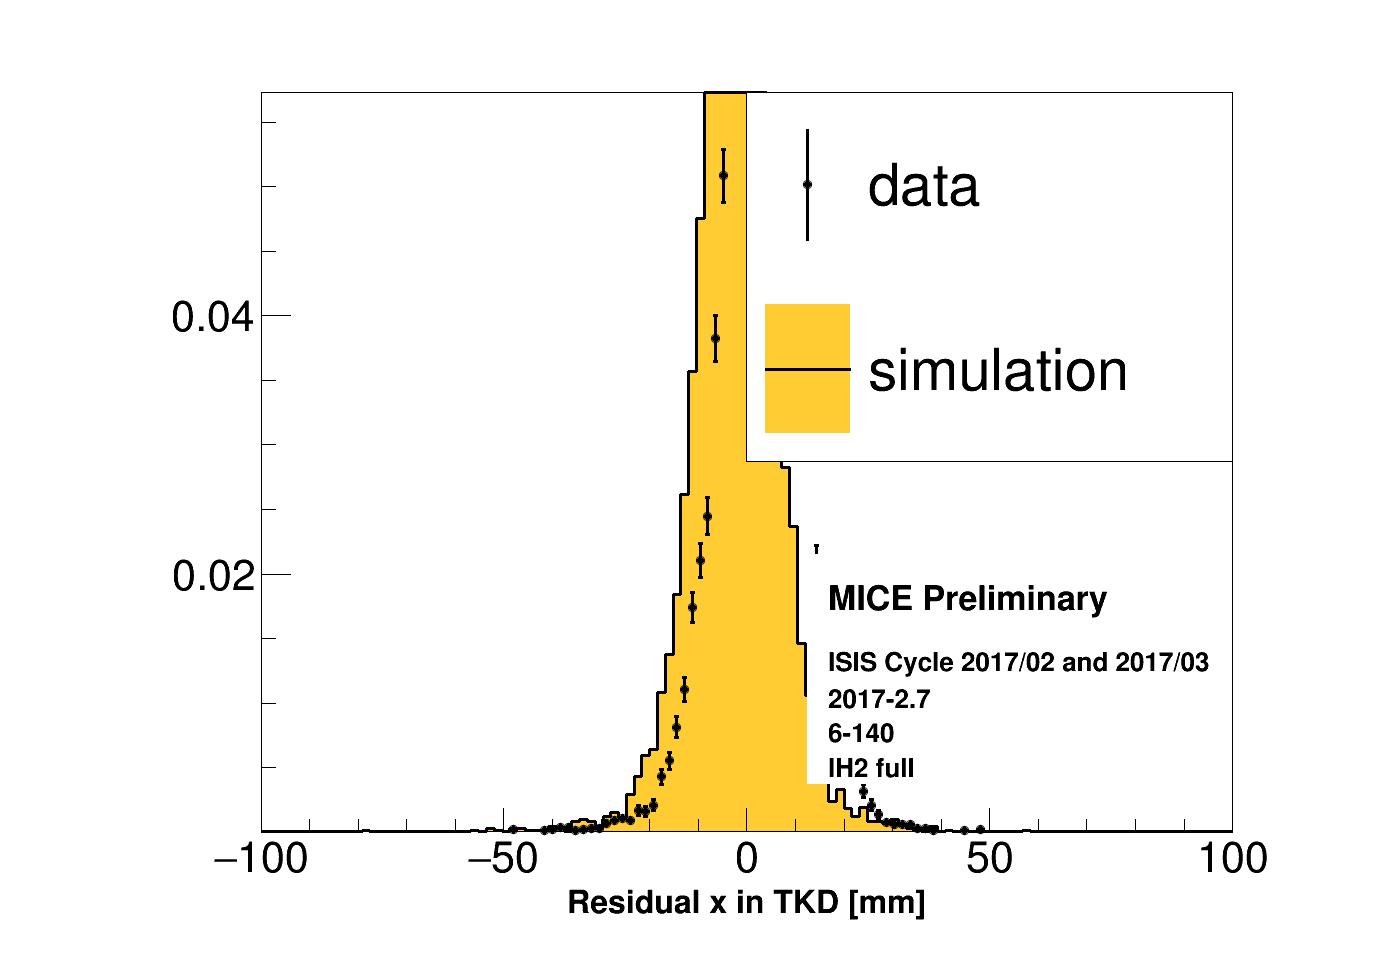 data
0.04
simulation
0.02
MICE Preliminary
ISIS Cycle 2017/02 and 2017/03
2017-2.7
6-140
IH2 full
−100 −50 0 50 100
Residual x in TKD [mm]